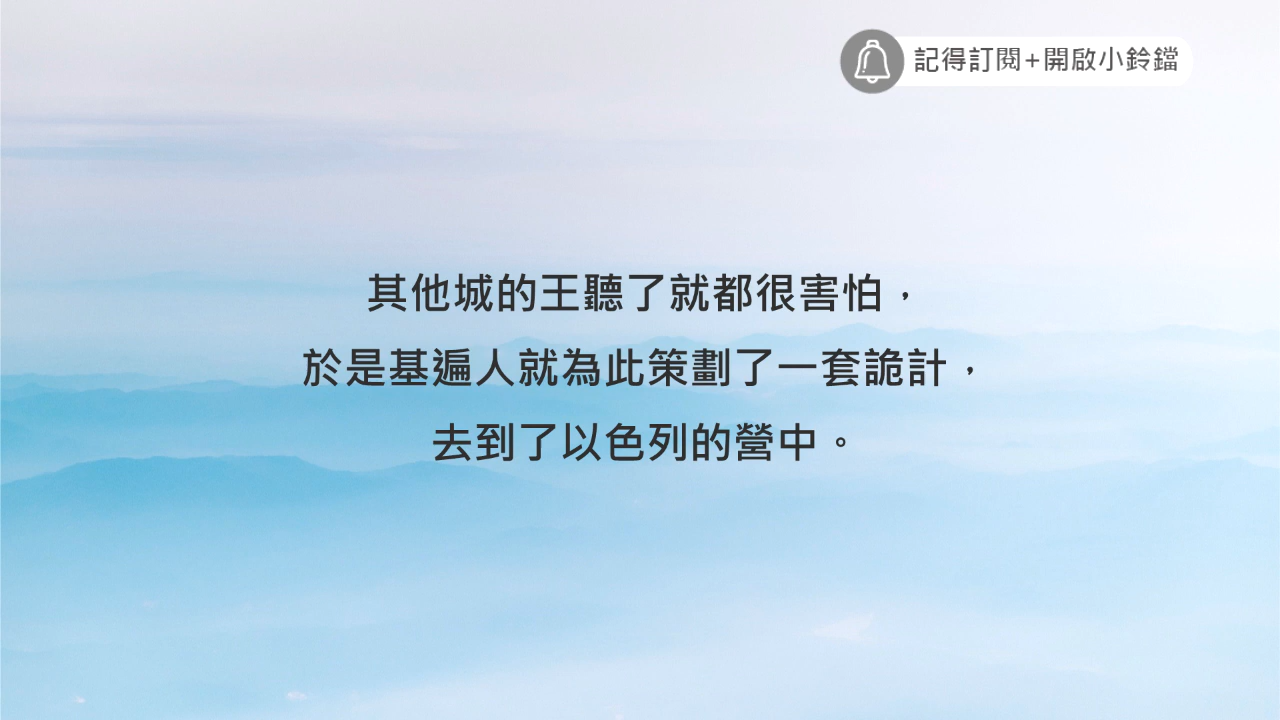 記得訂閱+開啟小鈴鐺
其他城的王聽了就都很害怕，
於是基遍人就為此策劃了一套詭計，
去到了以色列的營中。